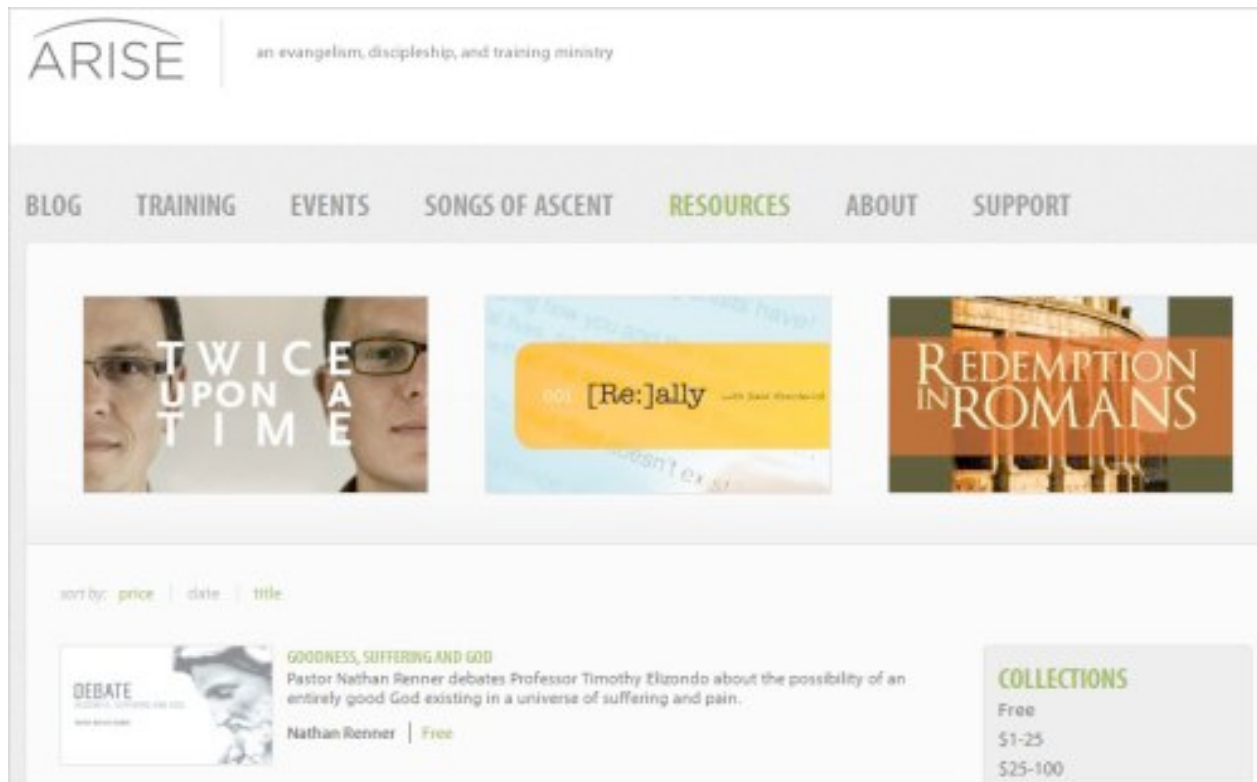 ARISE
an evangelism, discipleship, and training ministry
BLOG TRAINING EVENTS SONGS OF ASCENT RESOURCES ABOUT SUPPORT
TWICE
UPON A
TIME
001 [Re:]ally with
REDEMPTION
IN ROMANS
doesn't
sort by: price | date | title
DEBATE
GOODNESS, SUFFERING AND GOD
Pastor Nathan Renner debates Professor Timothy Elizondo about the possibility of an
entirely good God existing in a universe of suffering and pain.
Nathan Renner | Free
COLLECTIONS
Free
$1-25
$25-100